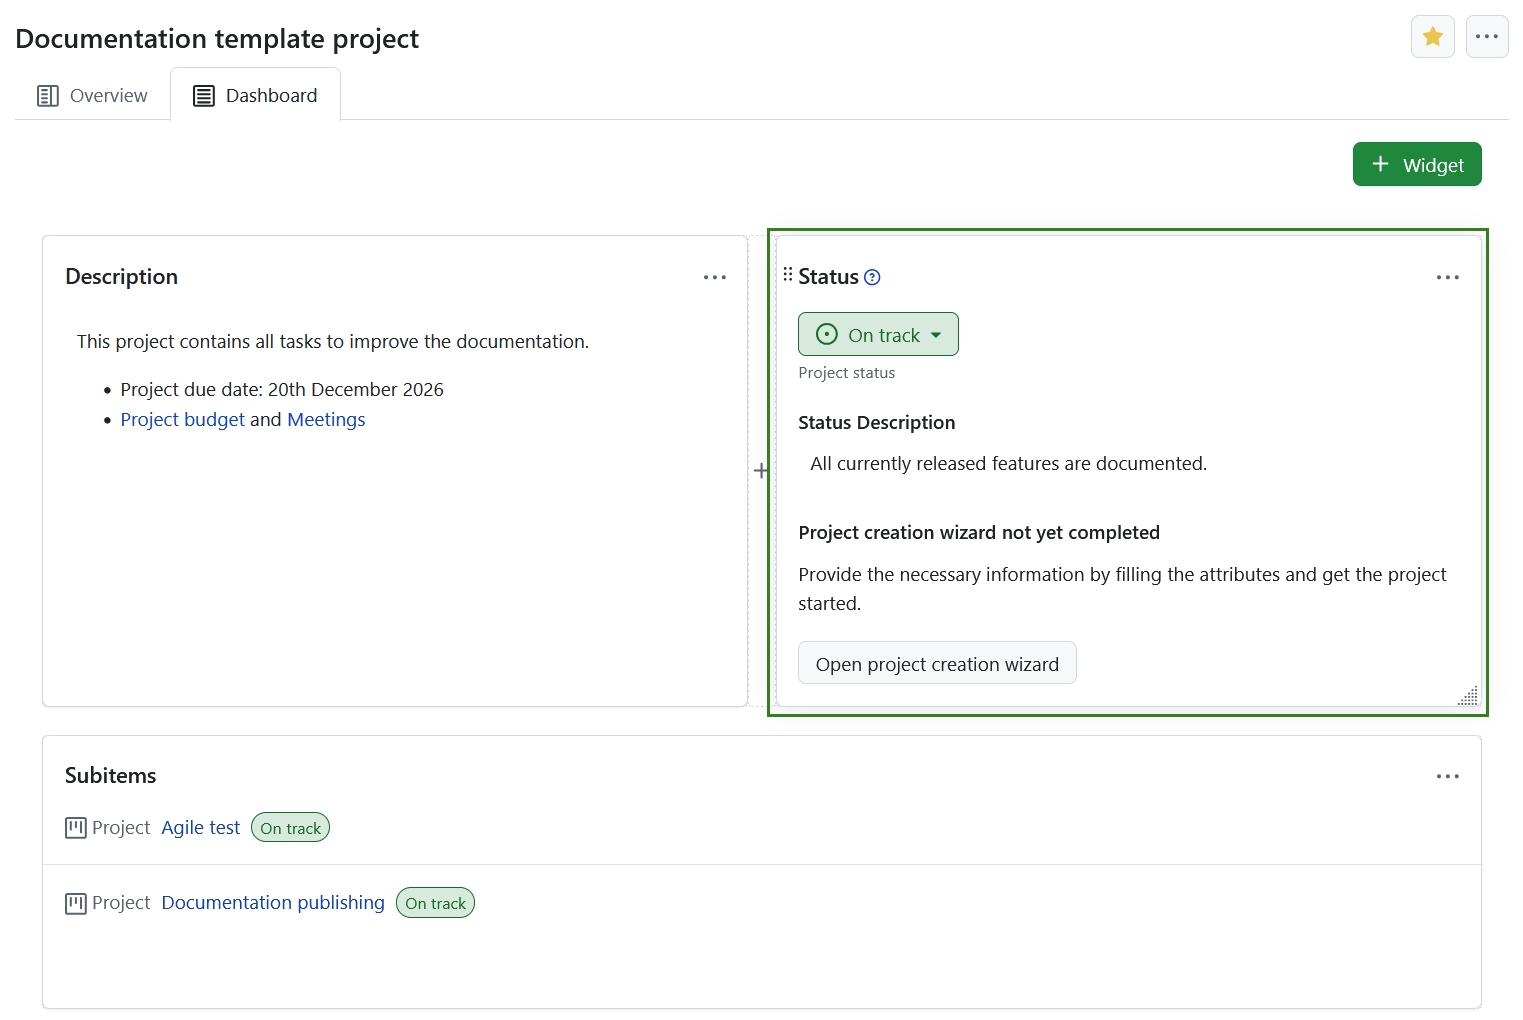 Documentation template project
Overview
Dashboard
+ Widget
Description
This project contains all tasks to improve the documentation.
• Project due date: 20th December 2026
• Project budget and Meetings
Status
On track
Project status
Status Description
All currently released features are documented.
Project creation wizard not yet completed
Provide the necessary information by filling the attributes and get the project
started.
Open project creation wizard
Subitems
Project Agile test On track
Project Documentation publishing On track